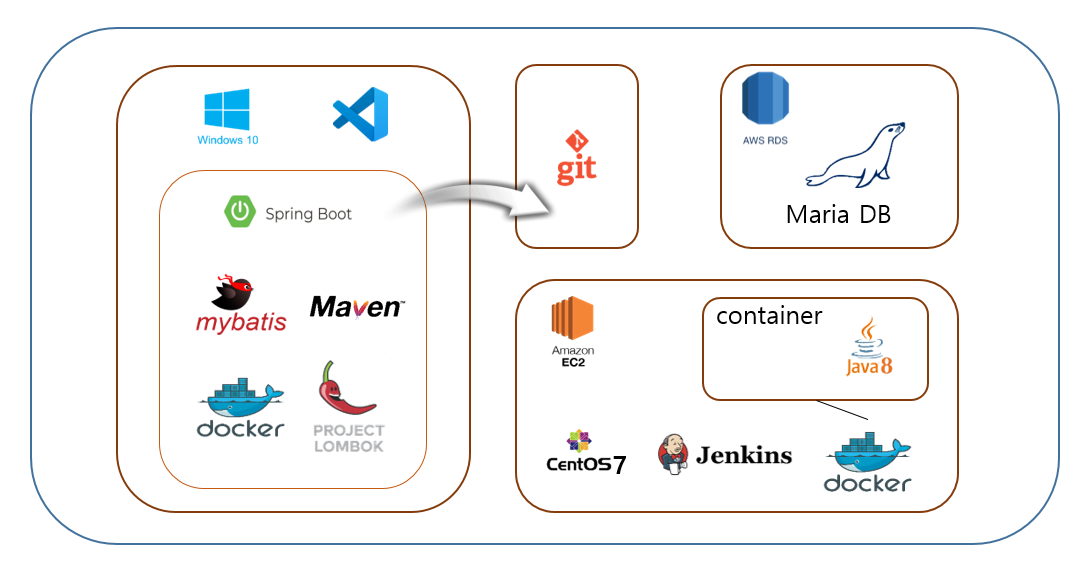 Windows 10
Spring Boot
mybatis
Maven™
docker
PROJECT
LOMBOK
git
AWS RDS
Maria DB
Amazon
EC2
container
Java 8
CentOS 7
Jenkins
docker